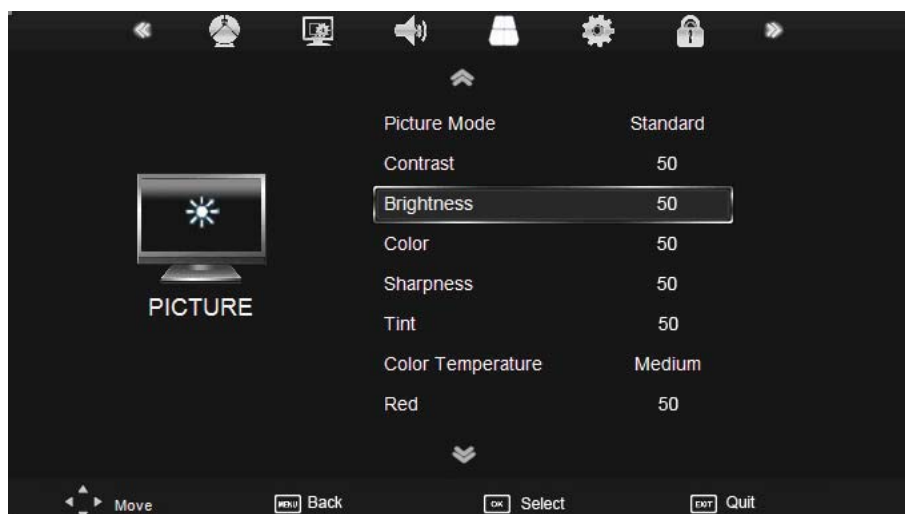 Picture Mode Standard
Contrast 50
Brightness 50
Color 50
Sharpness 50
PICTURE
Tint 50
Color Temperature Medium
Red 50
Move MENU Back OK Select EXIT Quit